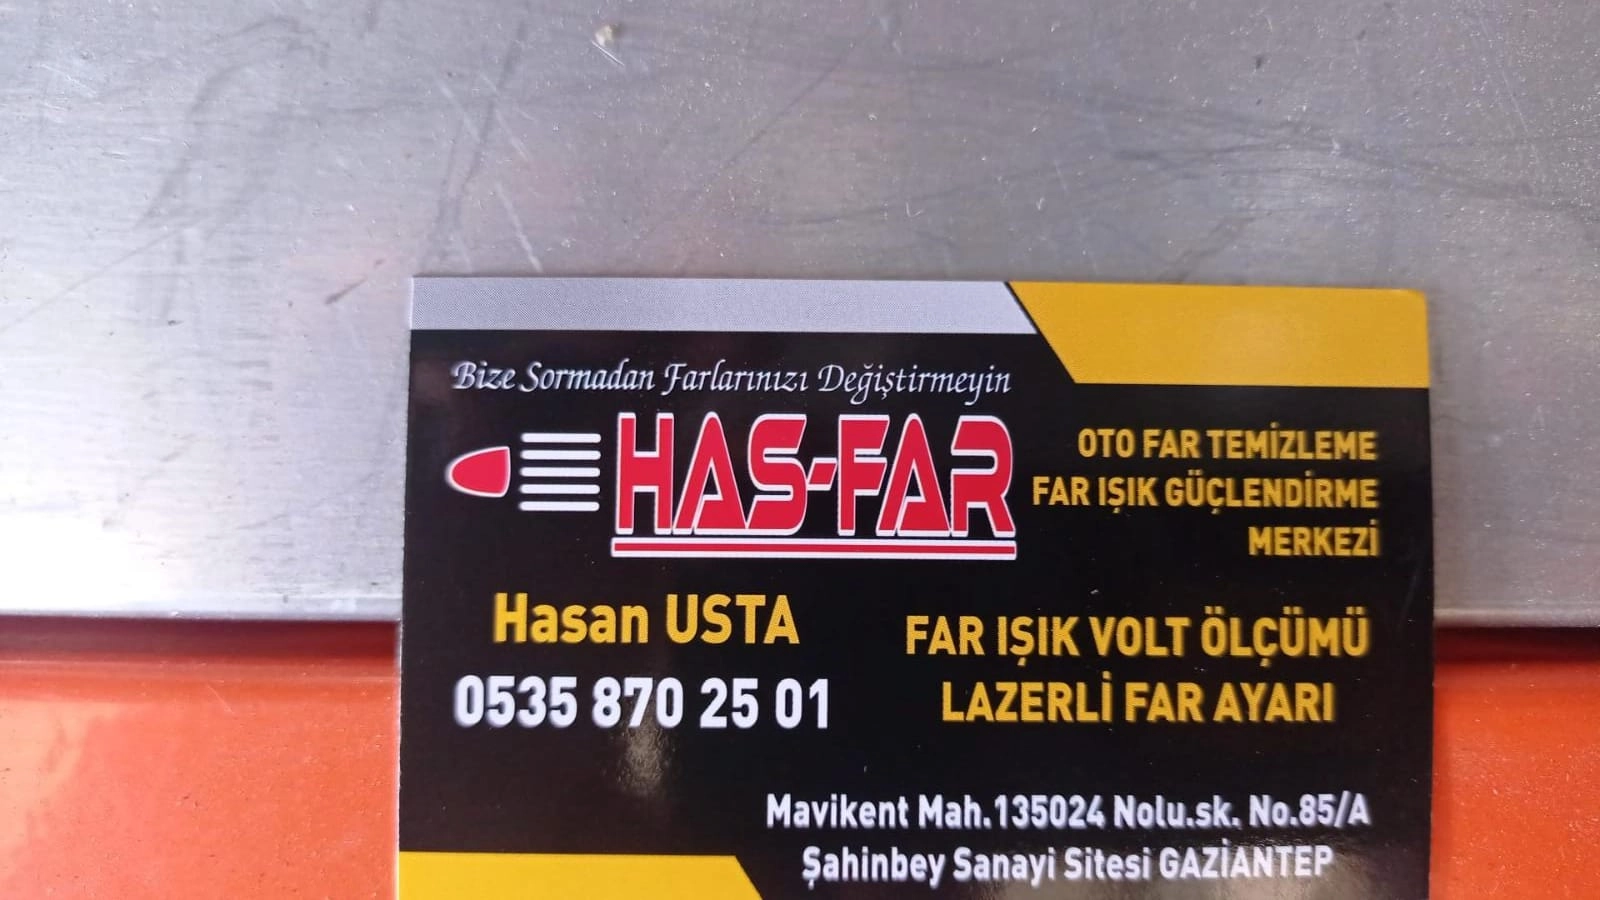 Bize Sormadan Farlarınızı Değiştirmeyin
HAS-FAR
OTO FAR TEMİZLEME
FAR IŞIK GÜÇLENDİRME
MERKEZİ
Hasan USTA
0535 870 25 01
FAR IŞIK VOLT ÖLÇÜMÜ
LAZERLİ FAR AYARI
Mavikent Mah.135024 Nolu.sk. No.85/A
Şahinbey Sanayi Sitesi GAZİANTEP